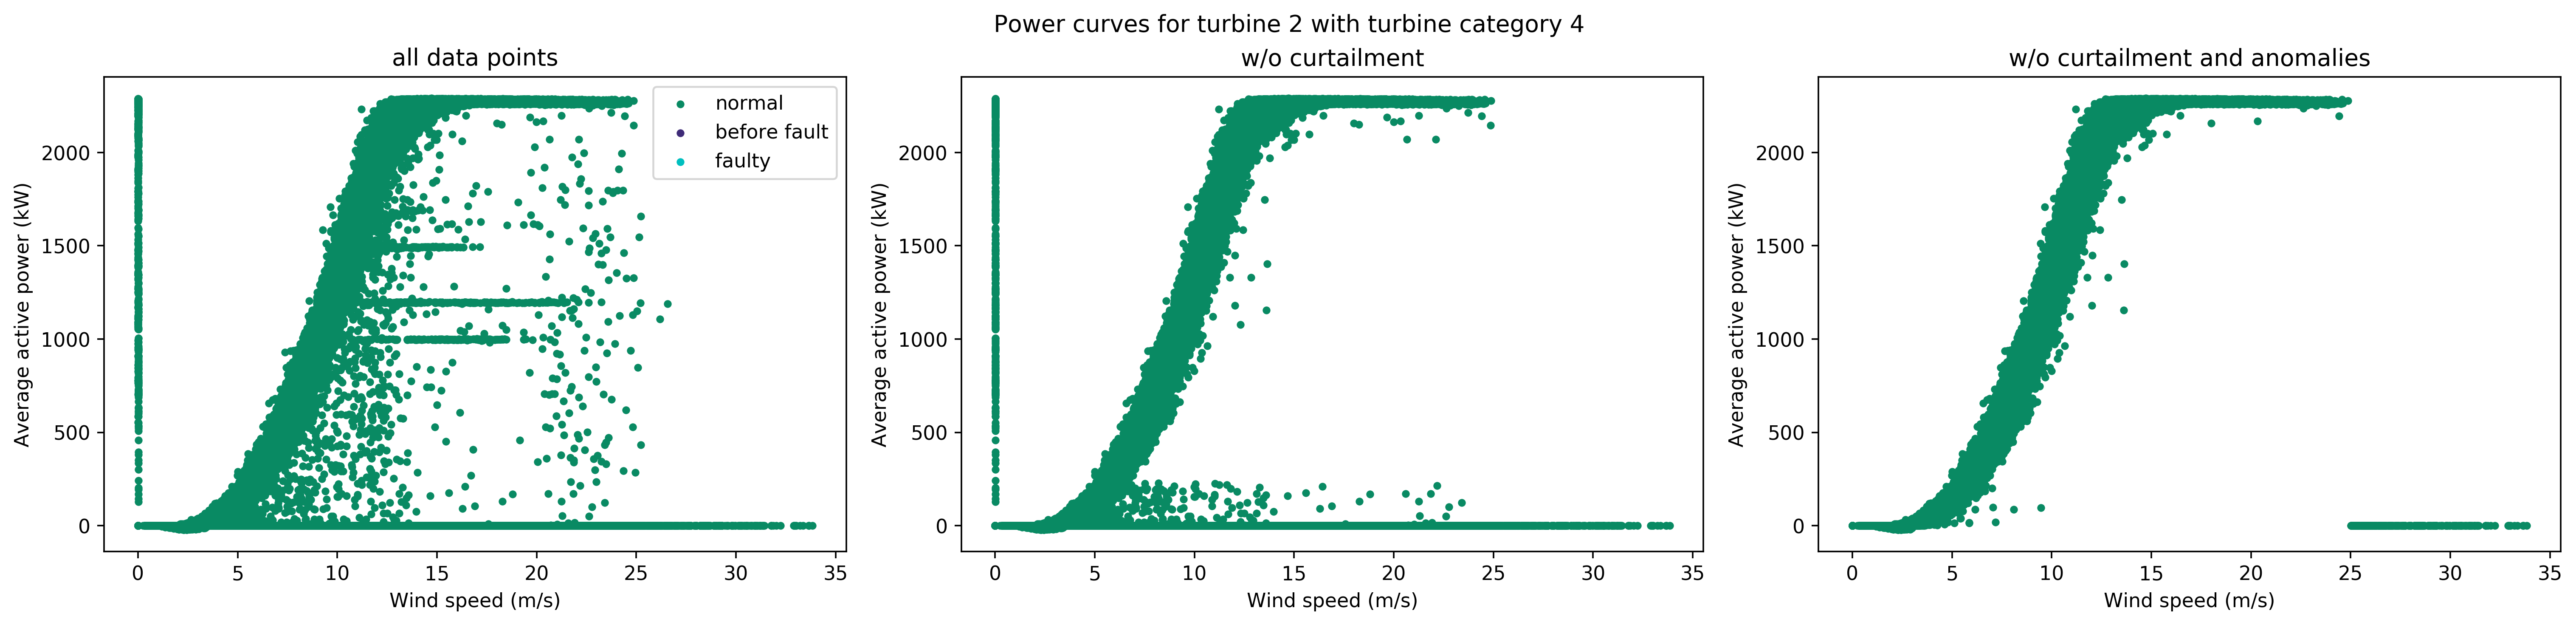 Power curves for turbine 2 with turbine category 4
all data points
w/o curtailment
w/o curtailment and anomalies
Average active power (kW)
2000
1500
1000
500
0
normal
before fault
faulty
0 5 10 15 20 25 30 35
Wind speed (m/s)
Average active power (kW)
2000
1500
1000
500
0
0 5 10 15 20 25 30 35
Wind speed (m/s)
Average active power (kW)
2000
1500
1000
500
0
0 5 10 15 20 25 30 35
Wind speed (m/s)